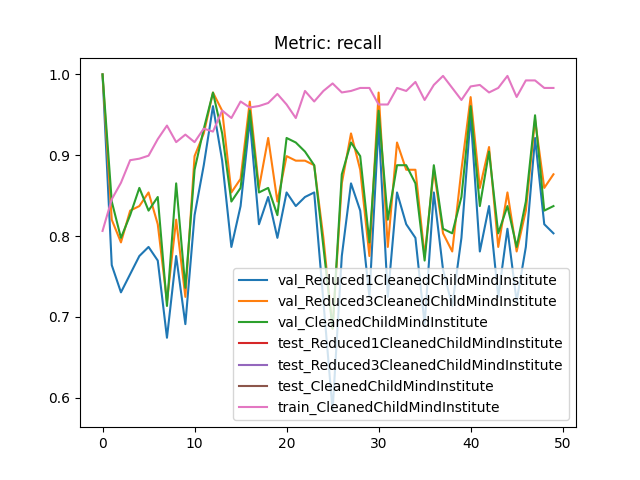 Metric: recall
1.0
0.9
0.8
0.7
0.6
val_Reduced1CleanedChildMindInstitute
val_Reduced3CleanedChildMindInstitute
val_CleanedChildMindInstitute
test_Reduced1CleanedChildMindInstitute
test_Reduced3CleanedChildMindInstitute
test_CleanedChildMindInstitute
train_CleanedChildMindInstitute
0 10 20 30 40 50